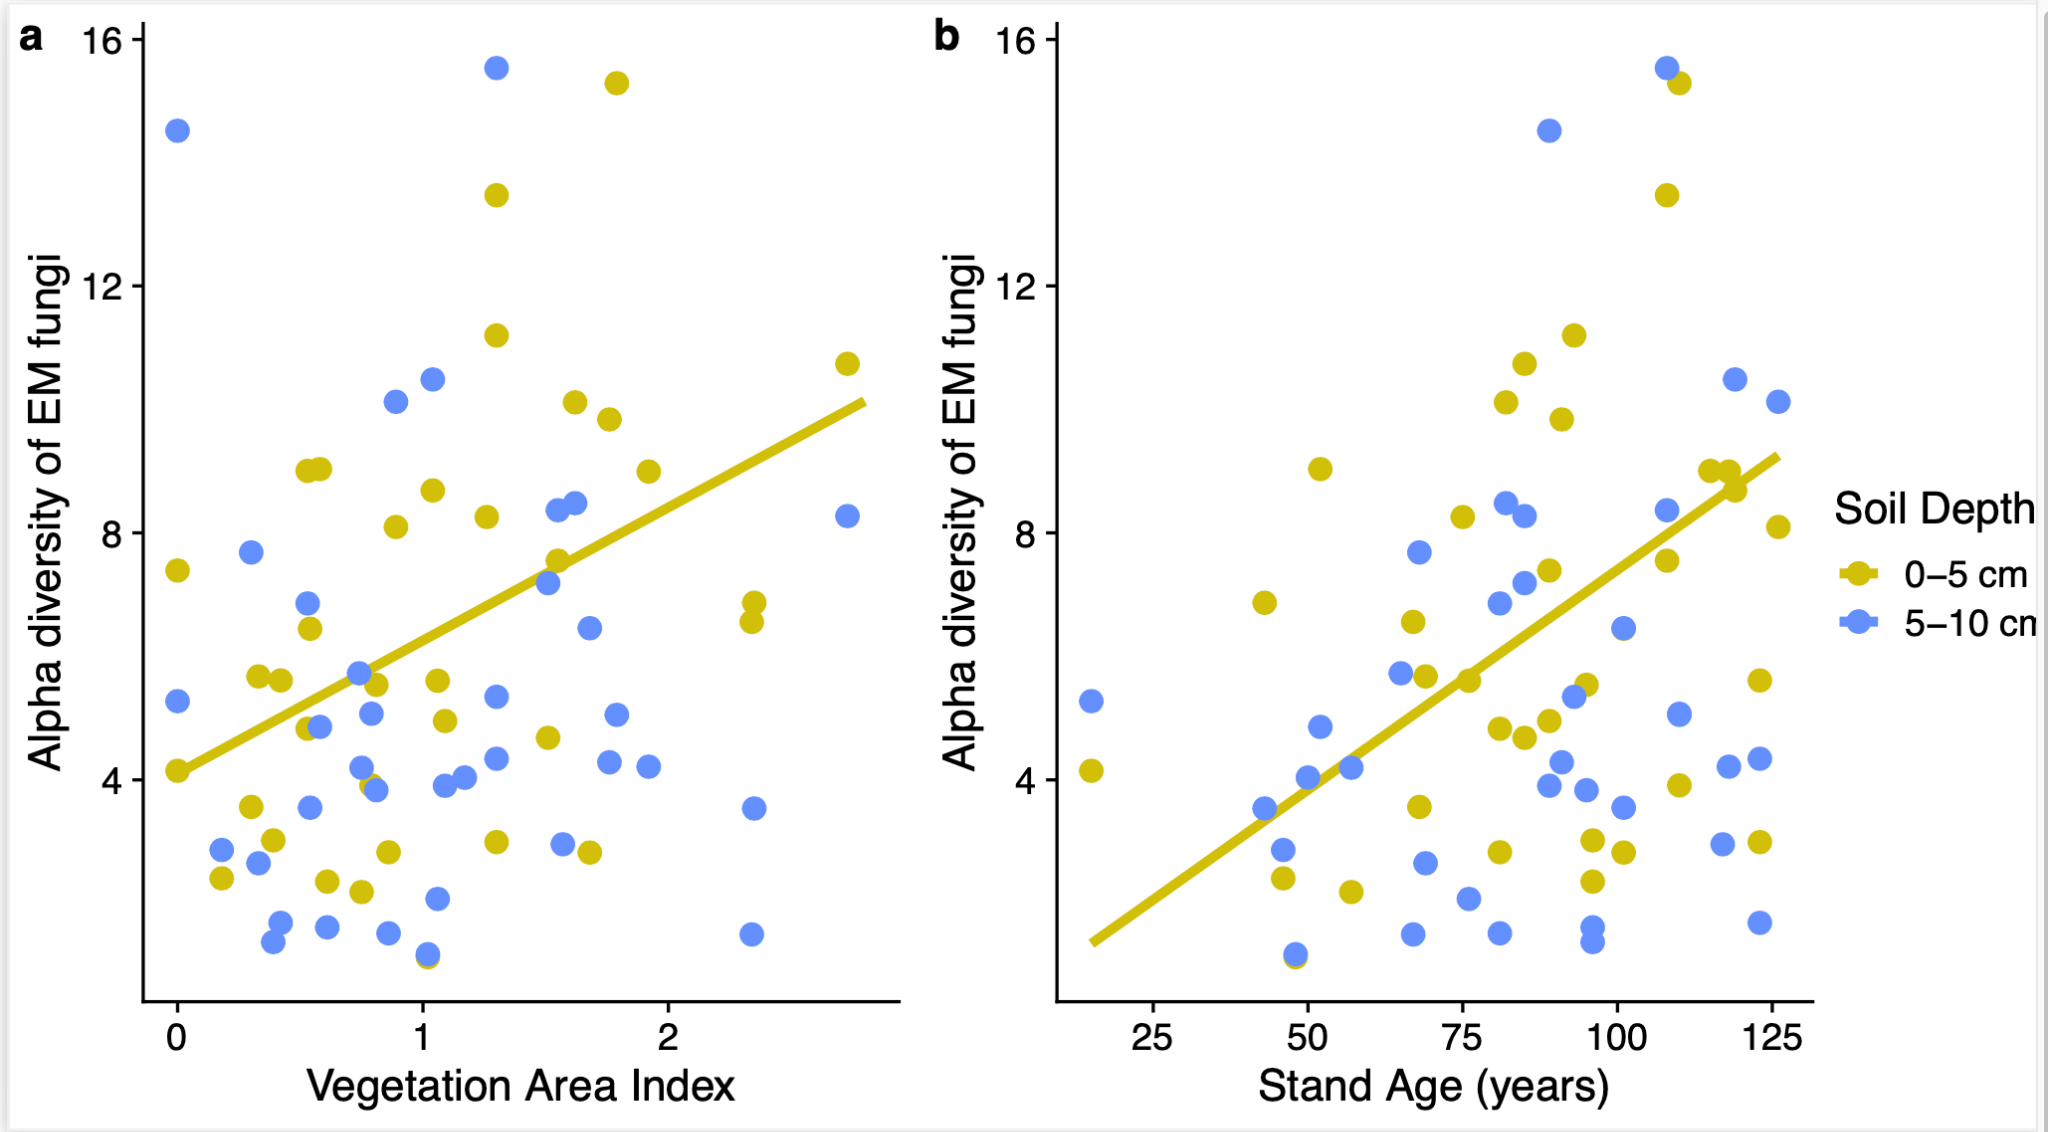 a
16
12
8
4
Alpha diversity of EM fungi
0 1 2
Vegetation Area Index
b
16
12
8
4
Alpha diversity of EM fungi
25 50 75 100 125
Stand Age (years)
Soil Depth
0–5 cm
5–10 cm